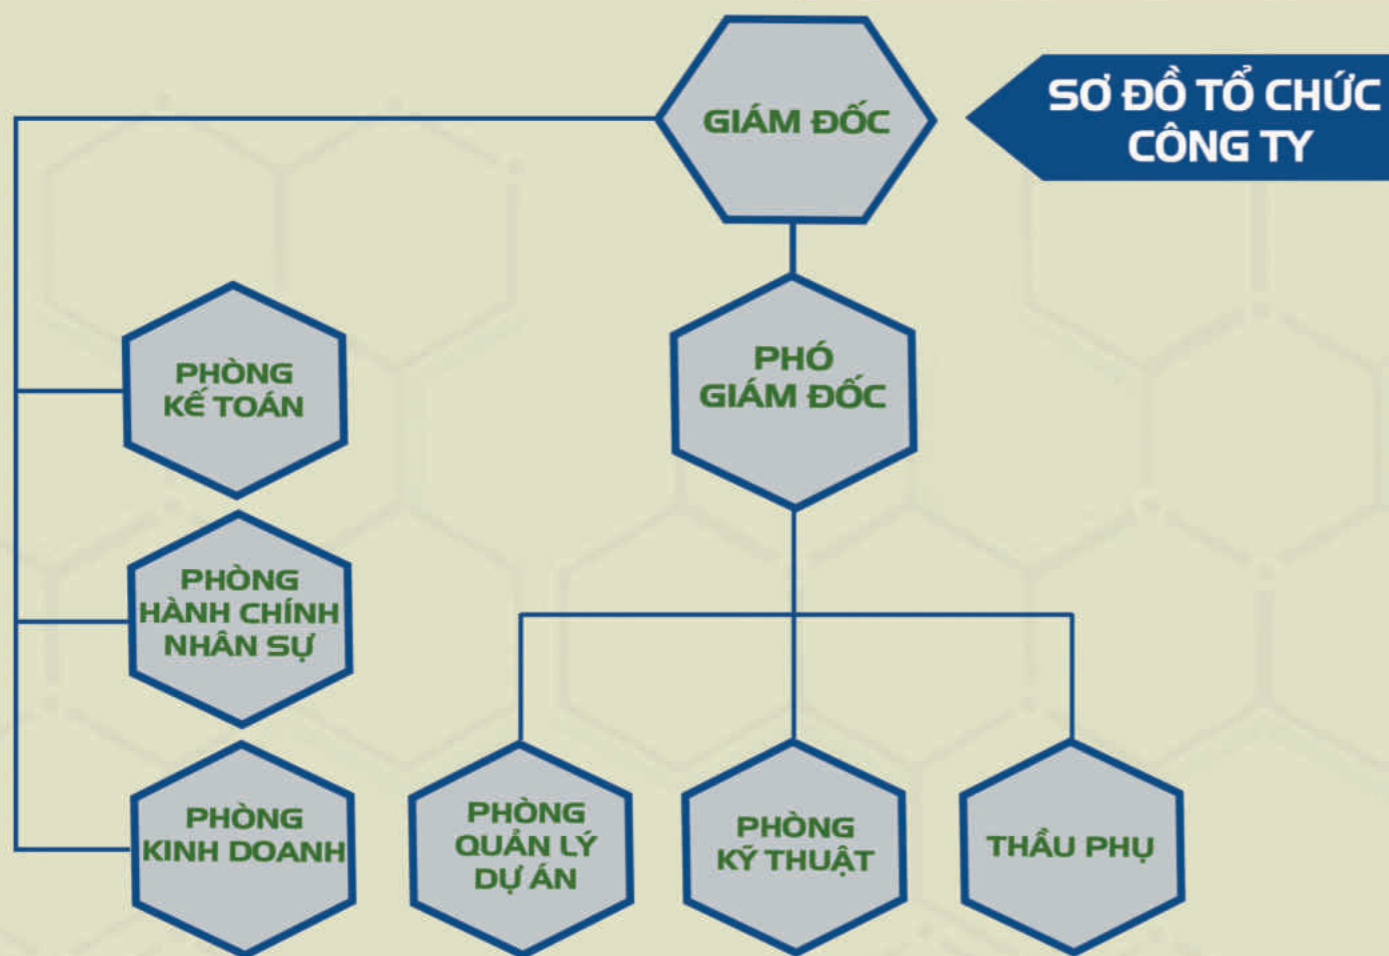 GIÁM ĐỐC
SƠ ĐỒ TỔ CHỨC
CÔNG TY
PHÓ
GIÁM ĐỐC
PHÒNG
KẾ TOÁN
PHÒNG
HÀNH CHÍNH
NHÂN SỰ
PHÒNG
KINH DOANH
PHÒNG
QUẢN LÝ
DỰ ÁN
PHÒNG
KỸ THUẬT
THẦU PHỤ